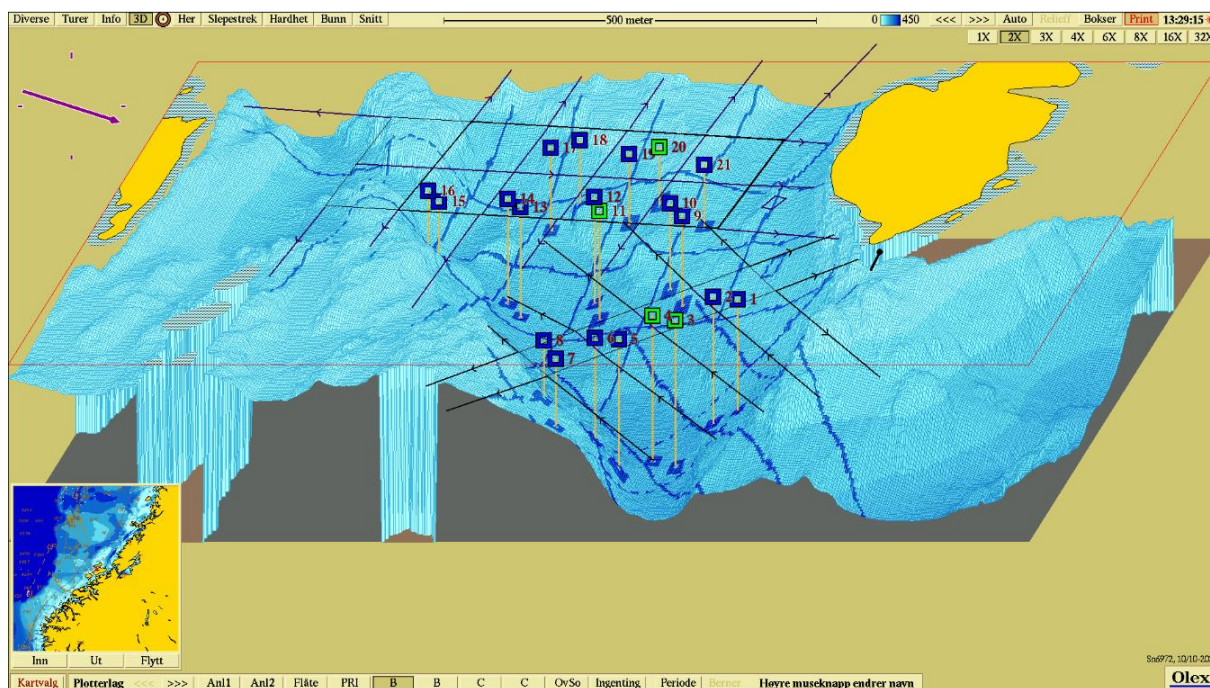 Diverse Turer Info 3D Her Slepestrek Hardhet Bunn Snitt 500 meter 0 450 <<< >>> Auto Relieff Bokser Print 13:29:15
1X 2X 3X 4X 6X 8X 16X 32X
18
17 19 20
21
16 14 12
15 13 11 10
9
2 1
4 3
8 6 5
7
Inn Ut Flytt
Kartvalg Plotterlag <<< >>> Anl1 Anl2 Flåte PRI B B C C OvSo Ingenting Periode Berner Høyre museknapp endrer navn
Olex